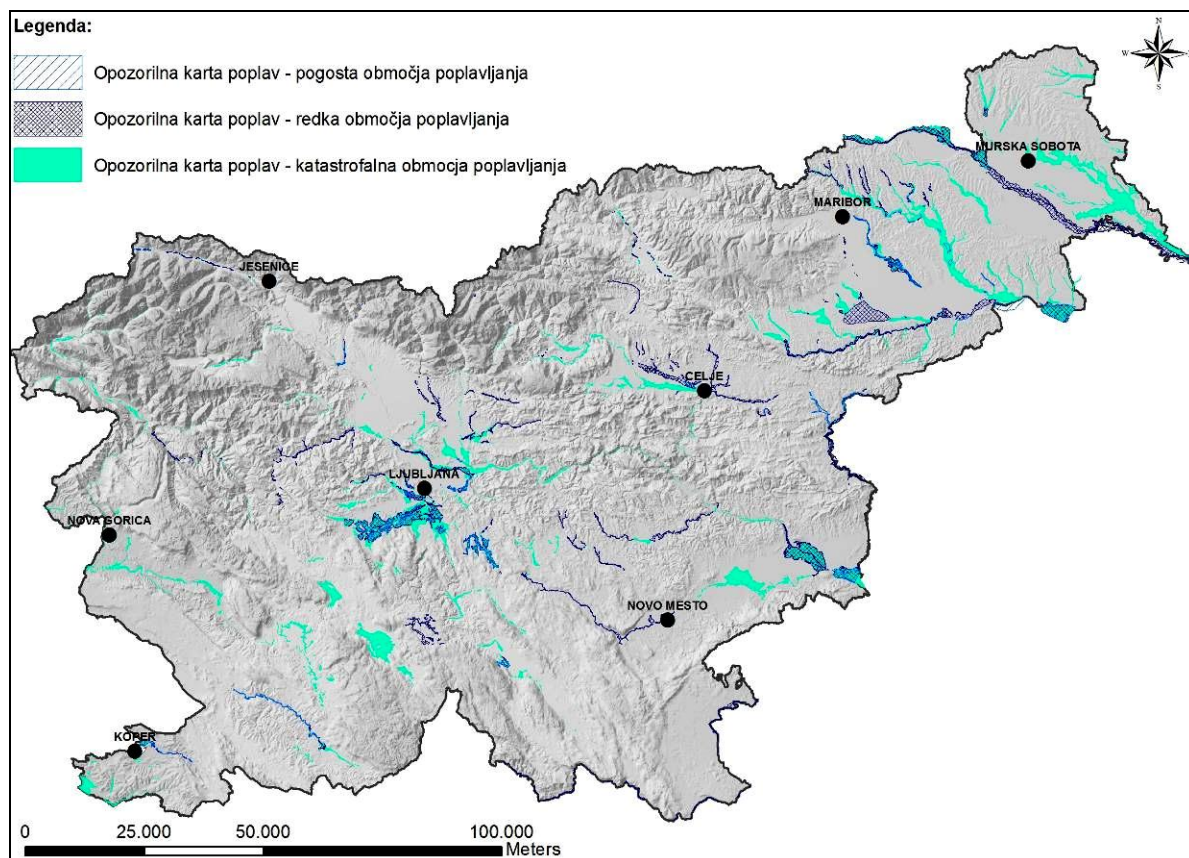 Legenda:
Opozorilna karta poplav - pogosta območja poplavljanja
Opozorilna karta poplav - redka območja poplavljanja
Opozorilna karta poplav - katastrofalna obmocja poplavljanja
N
W
S
MURSKA SOBOTA
MARIBOR
JESENICE
CELJE
LJUBLJANA
NOVA GORICA
NOVO MESTO
KOPER
0 25.000 50.000 100.000
Meters